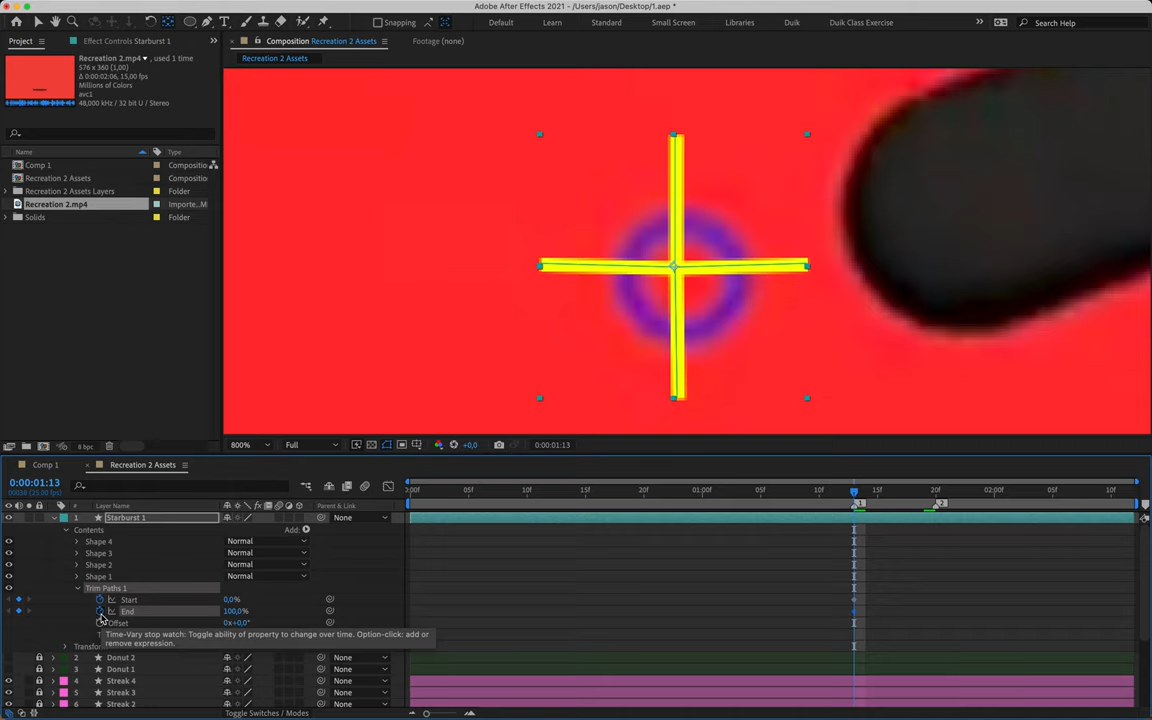 Adobe After Effects 2021 - /Users/jason/Desktop/1.aep *
Snapping
Default
Learn
Standard
Small Screen
Libraries
Duik
Duik Class Exercise
Search Help
Project
Effect Controls Starburst 1
Composition Recreation 2 Assets
Footage (none)
Recreation 2 Assets
Recreation 2.mp4 , used 1 time
576 x 360 (1,00)
Δ 0:00:02:06, 15,00 fps
Millions of Colors
avc1
48,000 kHz / 32 bit U / Stereo
Name
Type
Comp 1
Compositio
Recreation 2 Assets
Compositio
Recreation 2 Assets Layers
Folder
Recreation 2.mp4
Importe...M
Solids
Folder
8 bpc
800%
Full
+0,0
0:00:01:13
Comp 1
Recreation 2 Assets
0:00:01:13
00038 (25.00 fps)
#
Layer Name
Parent & Link
:00f
05f
10f
15f
20f
01:00f
05f
10f
15f
20f
02:00f
05f
10f
1
2
1
Starburst 1
None
Contents
Add:
Shape 4
Normal
Shape 3
Normal
Shape 2
Normal
Shape 1
Normal
Trim Paths 1
Start
0,0%
End
100,0%
Offset
0x+0,0°
Time-Vary stop watch: Toggle ability of property to change over time. Option-click: add or
remove expression.
Transfo
2
Donut 2
None
3
Donut 1
None
4
Streak 4
None
5
Streak 3
None
6
Streak 2
None
Toggle Switches / Modes